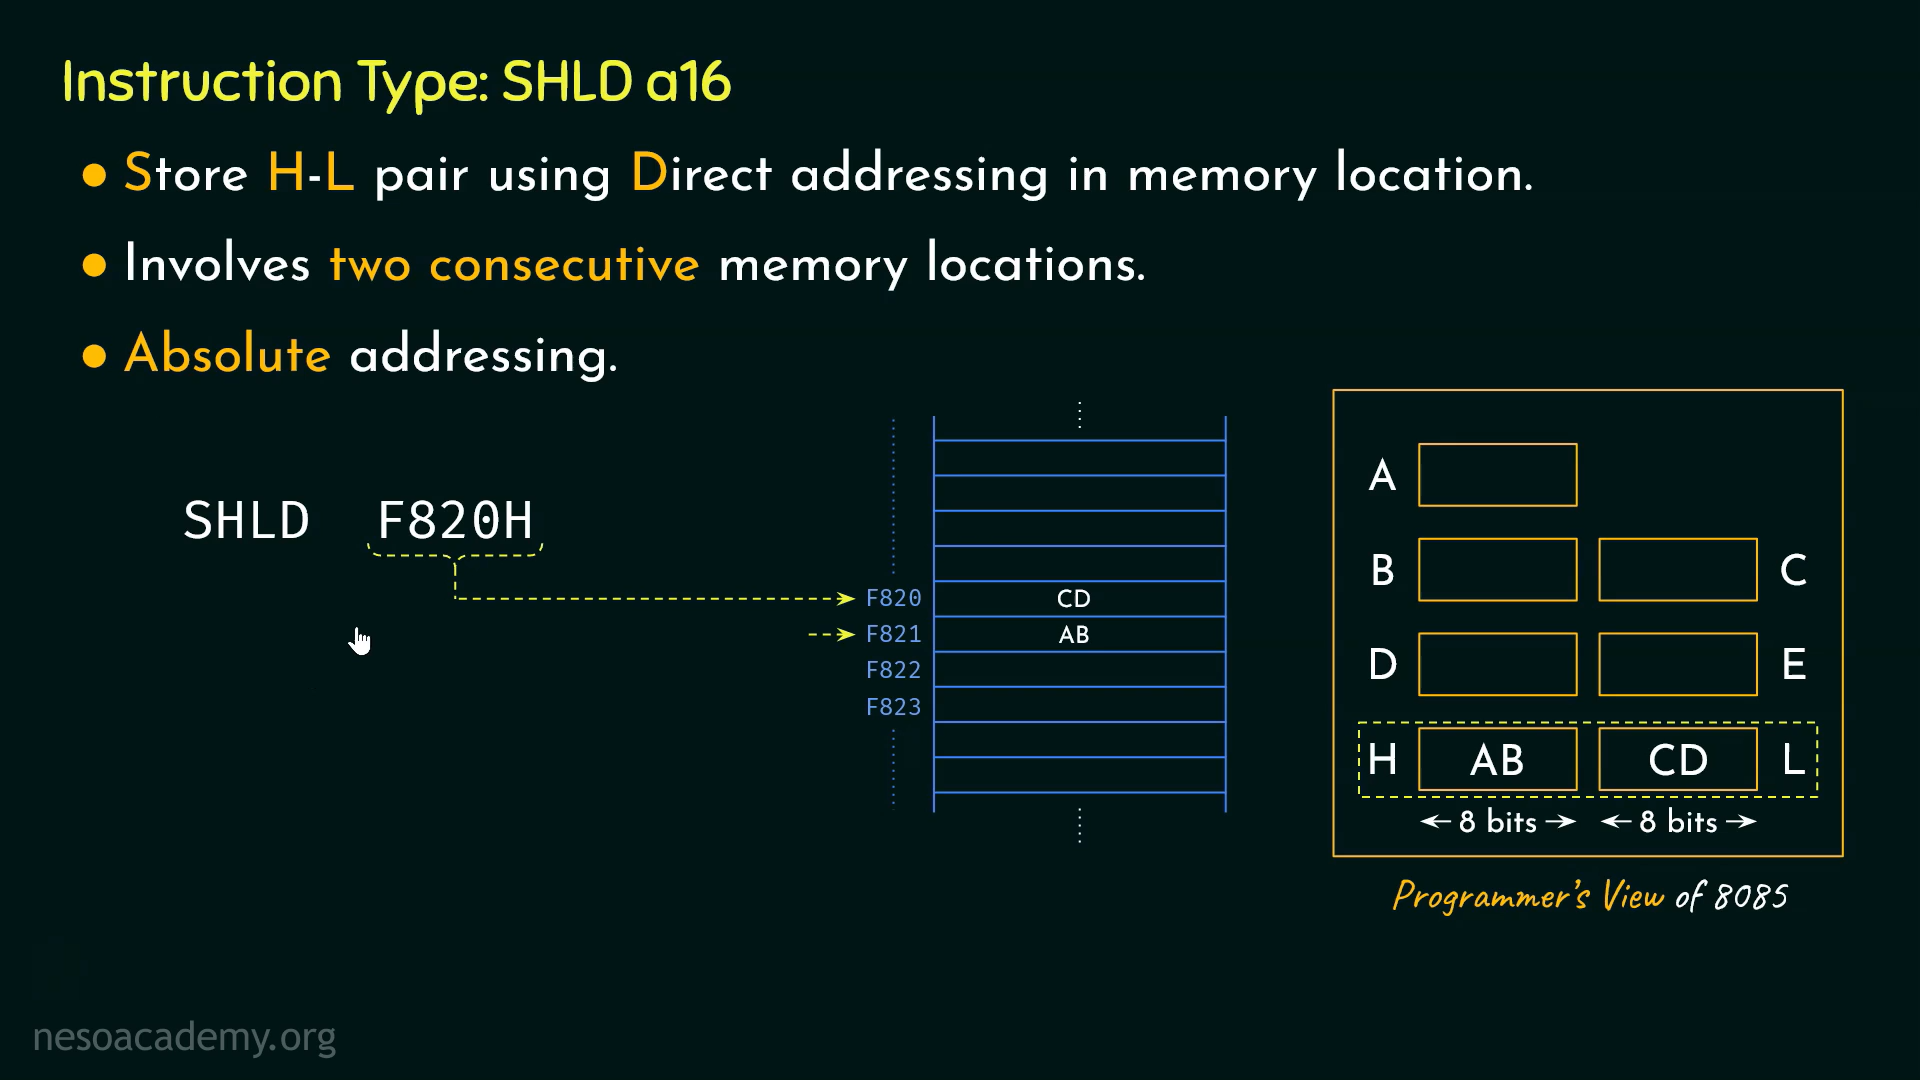 Instruction Type: SHLD a16
● Store H-L pair using Direct addressing in memory location.
● Involves two consecutive memory locations.
● Absolute addressing.
SHLD F820H
F820 CD
F821 AB
F822
F823
A
B C
D E
H AB CD L
← 8 bits → ← 8 bits →
Programmer's View of 8085
nesoacademy.org